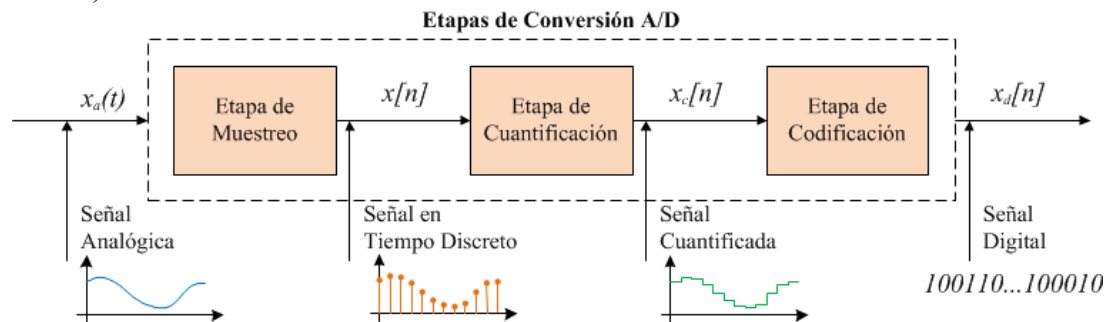 Etapas de Conversión A/D
xa(t)
Etapa de
Muestreo
x[n]
Etapa de
Cuantificación
xc[n]
Etapa de
Codificación
xd[n]
Señal
Analógica
Señal en
Tiempo Discreto
Señal
Cuantificada
Señal
Digital
100110...100010